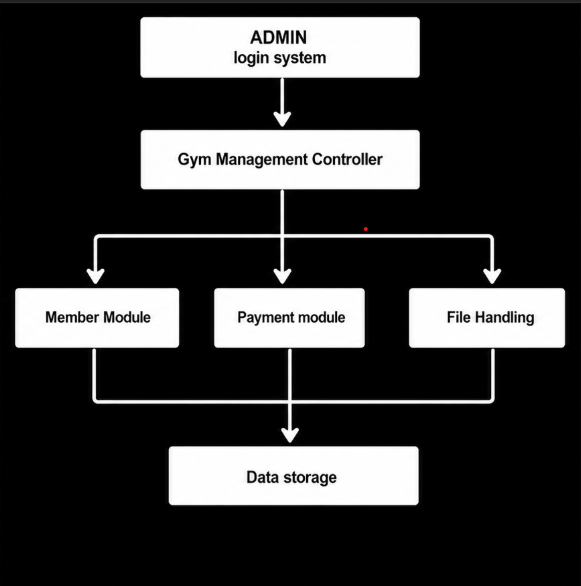 ADMIN
login system
Gym Management Controller
Member Module
Payment module
File Handling
Data storage